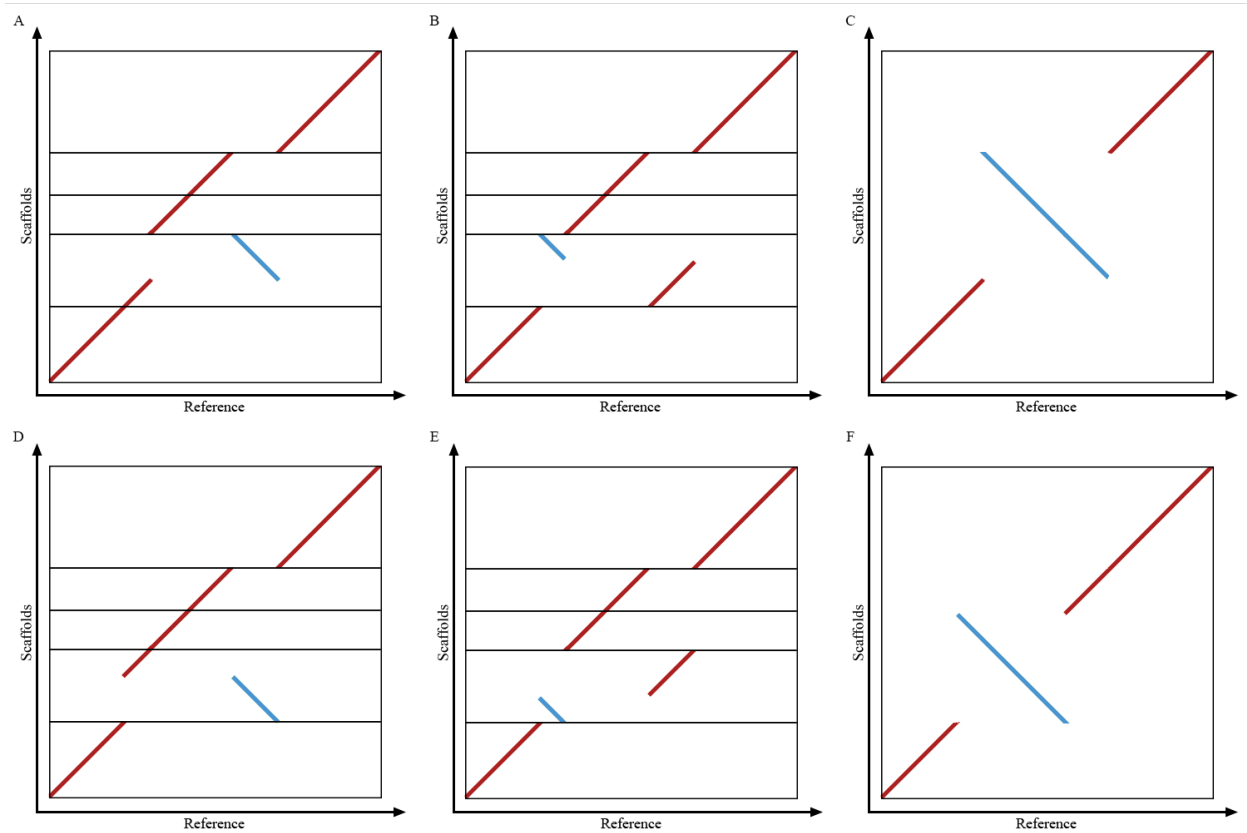 A
B
C
Scaffolds
Scaffolds
Scaffolds
Reference
Reference
Reference
D
E
F
Scaffolds
Scaffolds
Scaffolds
Reference
Reference
Reference